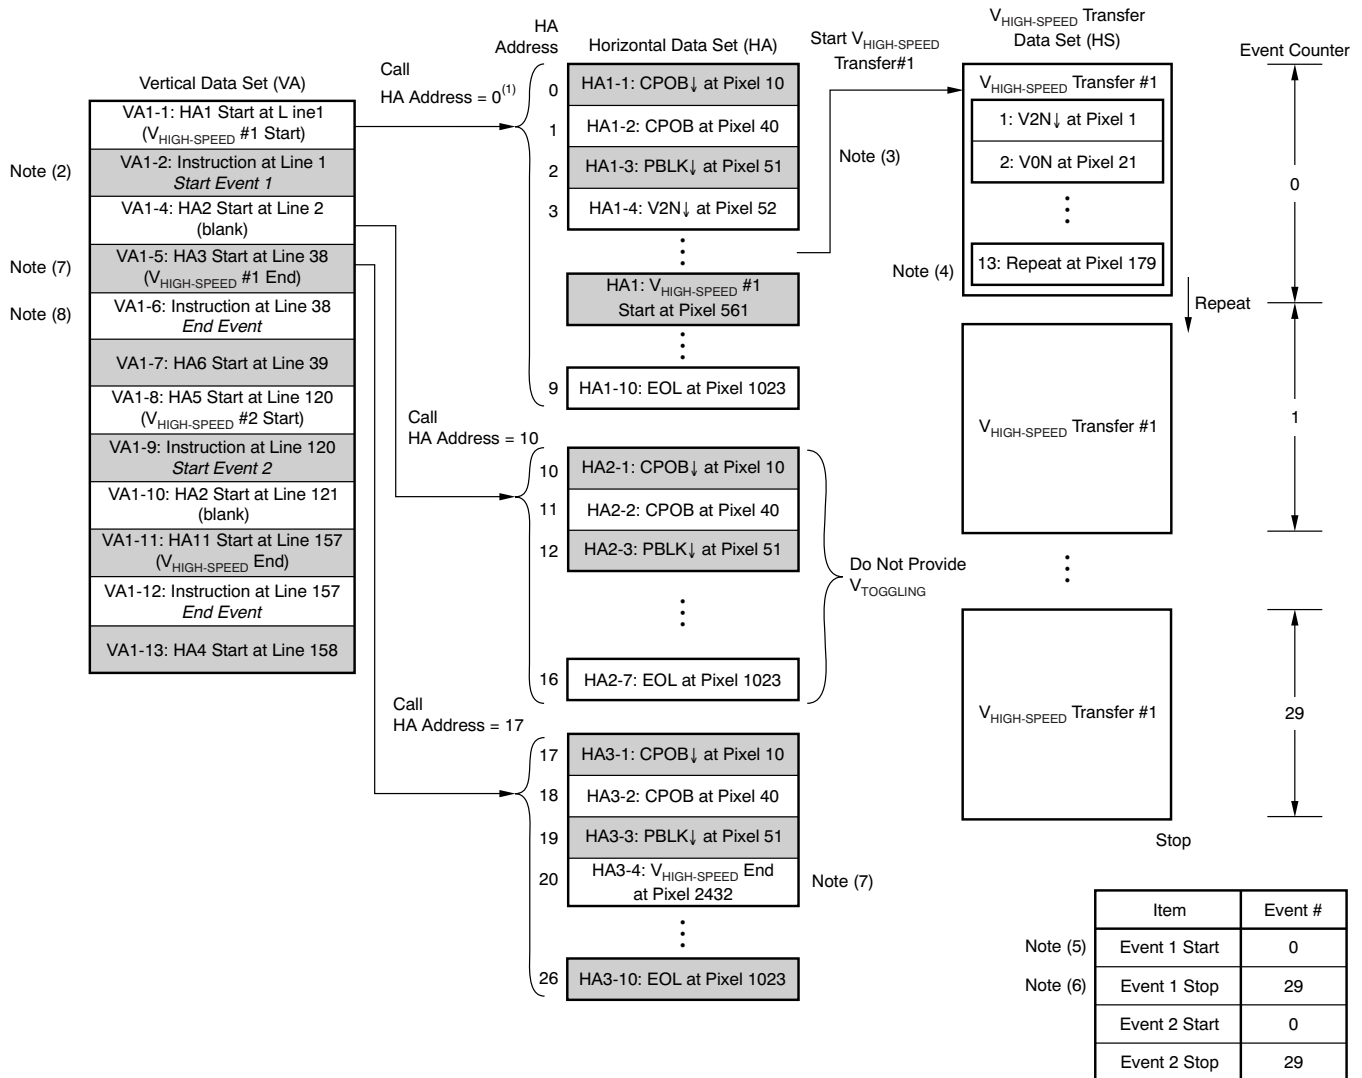 Vertical Data Set (VA)
VA1-1: HA1 Start at L ine1
(VHIGH-SPEED #1 Start)
Note (2)
VA1-2: Instruction at Line 1
Start Event 1
VA1-4: HA2 Start at Line 2
(blank)
Note (7)
VA1-5: HA3 Start at Line 38
(VHIGH-SPEED #1 End)
Note (8)
VA1-6: Instruction at Line 38
End Event
VA1-7: HA6 Start at Line 39
VA1-8: HA5 Start at Line 120
(VHIGH-SPEED #2 Start)
VA1-9: Instruction at Line 120
Start Event 2
VA1-10: HA2 Start at Line 121
(blank)
VA1-11: HA11 Start at Line 157
(VHIGH-SPEED End)
VA1-12: Instruction at Line 157
End Event
VA1-13: HA4 Start at Line 158
Call
HA Address = 0(1)
HA
Address
Horizontal Data Set (HA)
0
HA1-1: CPOB↓ at Pixel 10
1
HA1-2: CPOB at Pixel 40
2
HA1-3: PBLK↓ at Pixel 51
3
HA1-4: V2N↓ at Pixel 52
HA1: VHIGH-SPEED #1
Start at Pixel 561
9
HA1-10: EOL at Pixel 1023
Call
HA Address = 10
10
HA2-1: CPOB↓ at Pixel 10
11
HA2-2: CPOB at Pixel 40
12
HA2-3: PBLK↓ at Pixel 51
16
HA2-7: EOL at Pixel 1023
Do Not Provide
VTOGGLING
Call
HA Address = 17
17
HA3-1: CPOB↓ at Pixel 10
18
HA3-2: CPOB at Pixel 40
19
HA3-3: PBLK↓ at Pixel 51
20
HA3-4: VHIGH-SPEED End
at Pixel 2432
Note (7)
26
HA3-10: EOL at Pixel 1023
Start VHIGH-SPEED
Transfer#1
Note (3)
VHIGH-SPEED Transfer
Data Set (HS)
VHIGH-SPEED Transfer #1
1: V2N↓ at Pixel 1
2: V0N at Pixel 21
Note (4)
13: Repeat at Pixel 179
Repeat
VHIGH-SPEED Transfer #1
VHIGH-SPEED Transfer #1
Stop
Event Counter
0
1
29
Item Event #
Note (5) Event 1 Start 0
Note (6) Event 1 Stop 29
Event 2 Start 0
Event 2 Stop 29